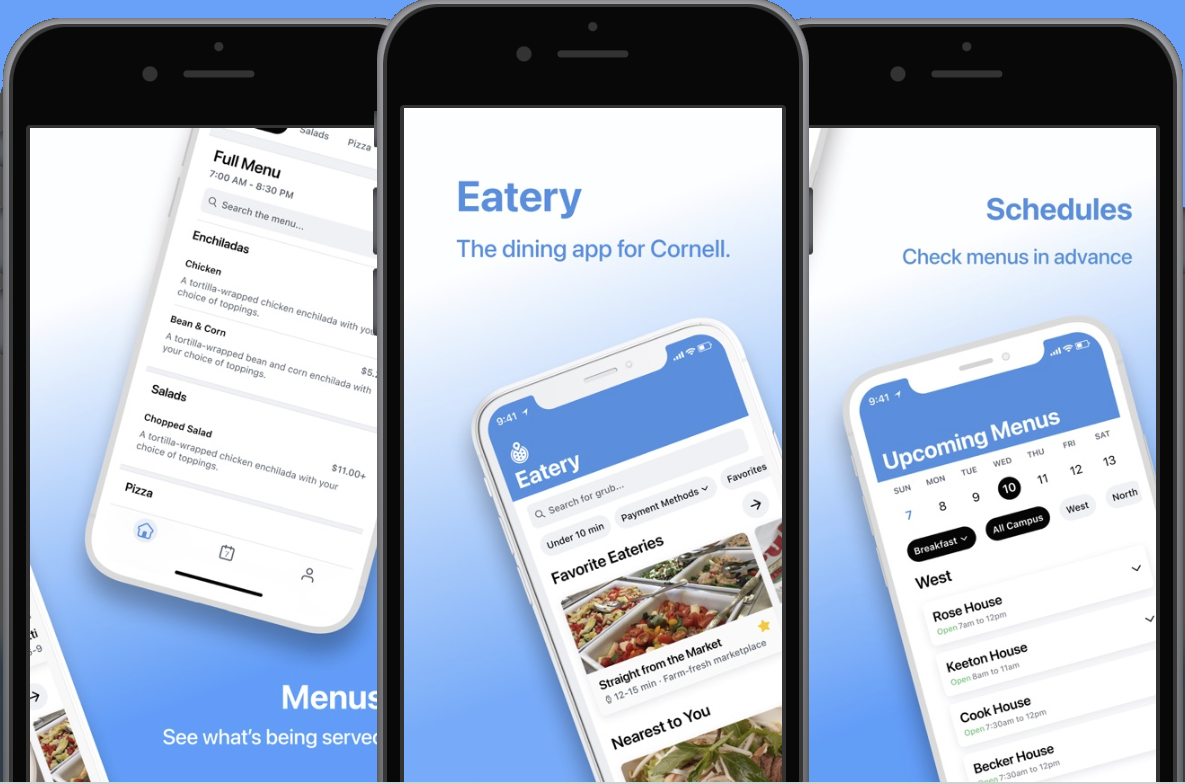 Salads
Pizza
Full Menu
7:00 AM - 8:30 PM
Search the menu...
Enchiladas
Chicken
A tortilla-wrapped chicken enchilada with you
choice of toppings.
Bean & Corn
$5.
A tortilla-wrapped bean and corn enchilada with
your choice of toppings.
Salads
Chopped Salad
$11.00+
A tortilla-wrapped chicken enchilada with your
choice of toppings.
Pizza
7
Menus
See what's being served
Eatery
The dining app for Cornell.
9:41
Eatery
Search for grub...
Under 10 min
Payment Methods
Favorites
Favorite Eateries
Straight from the Market
12-15 min · Farm-fresh marketplace
Nearest to You
Schedules
Check menus in advance
9:41
Upcoming Menus
SUN MON TUE WED THU FRI SAT
7 8 9 10 11 12 13
Breakfast
All Campus
West
North
West
Rose House
Open 7am to 12pm
Keeton House
Open 8am to 11am
Cook House
Open 7:30am to 12pm
Becker House
Open 7:30am to 12pm